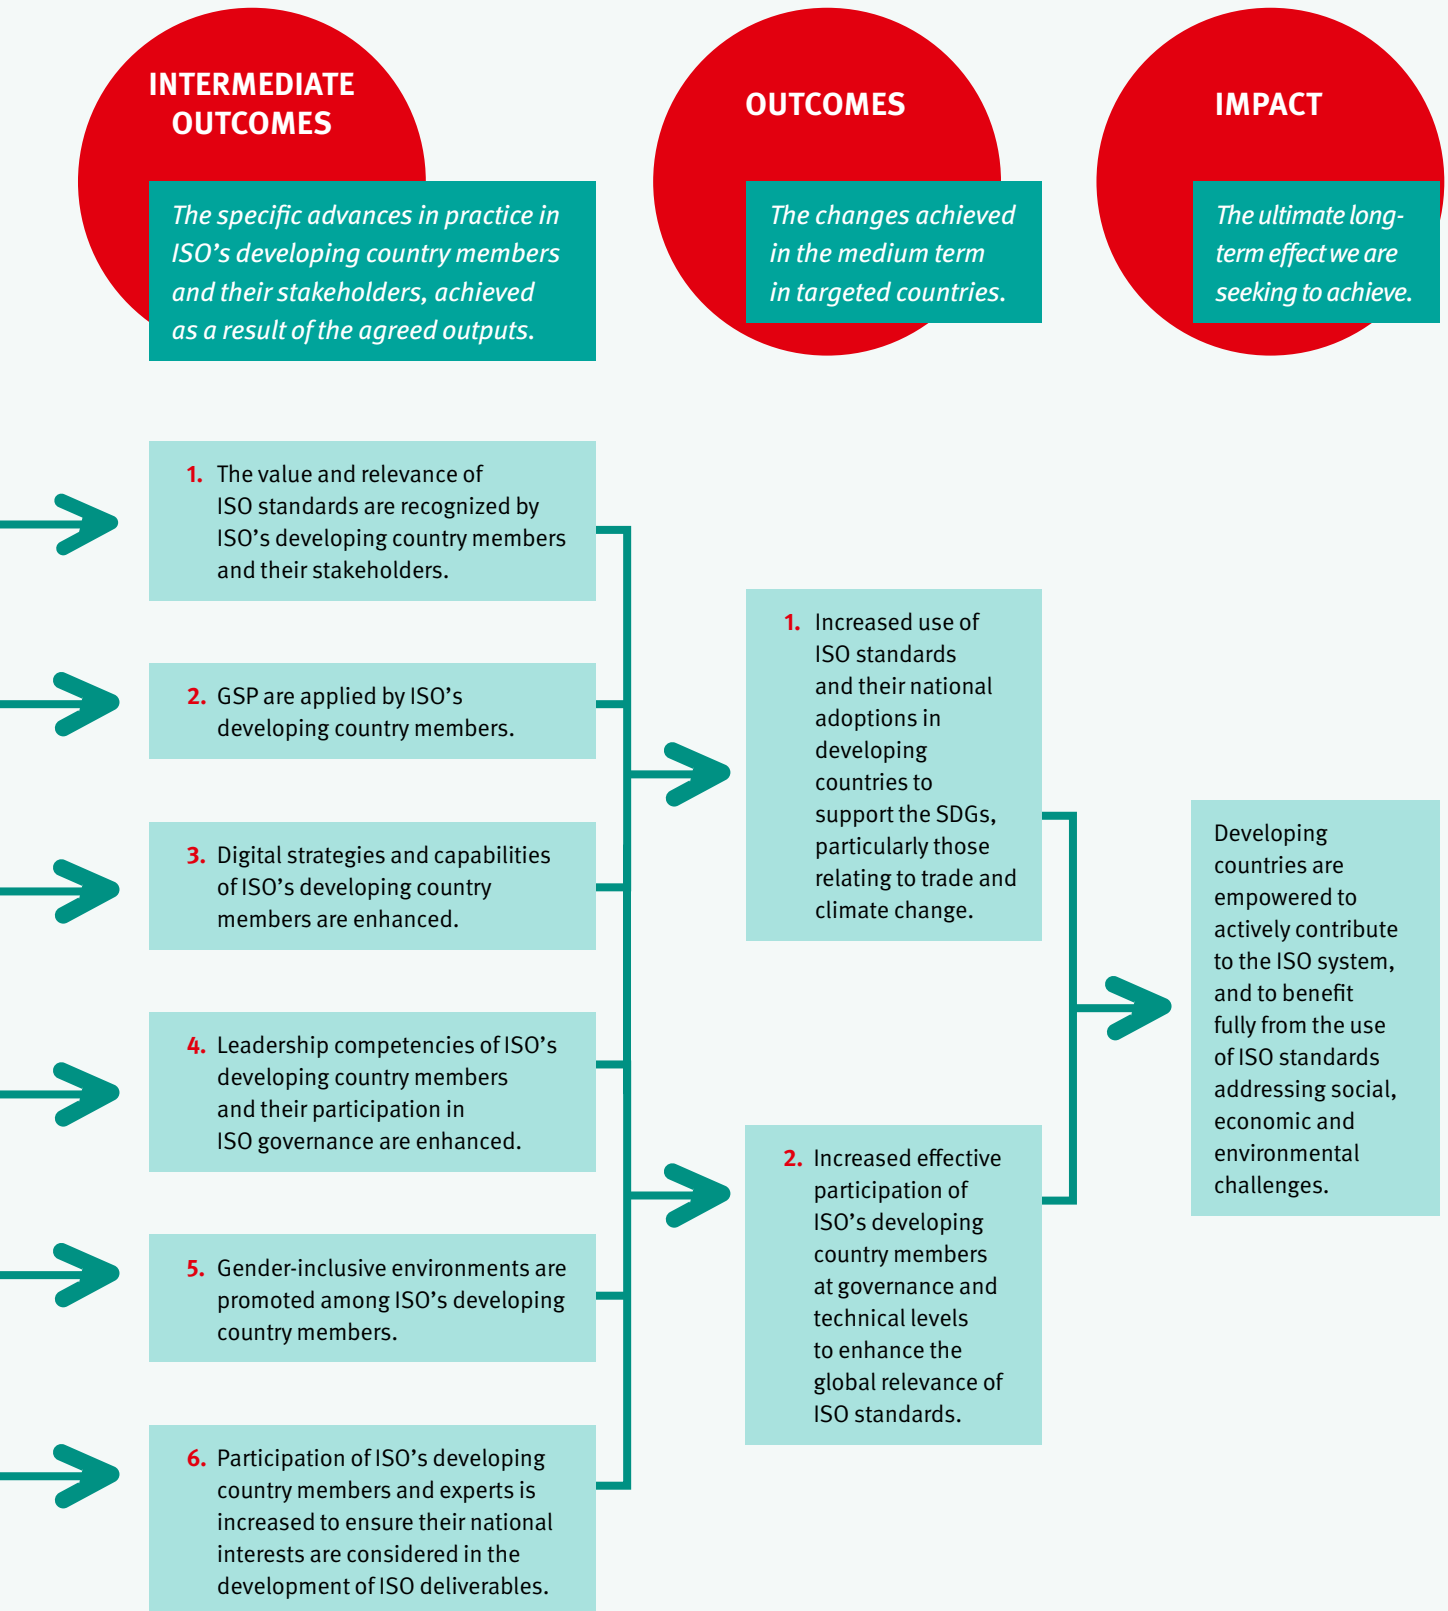 INTERMEDIATE
OUTCOMES
The specific advances in practice in
ISO’s developing country members
and their stakeholders, achieved
as a result of the agreed outputs.
1. The value and relevance of
ISO standards are recognized by
ISO’s developing country members
and their stakeholders.
2. GSP are applied by ISO’s
developing country members.
3. Digital strategies and capabilities
of ISO’s developing country
members are enhanced.
4. Leadership competencies of ISO’s
developing country members
and their participation in
ISO governance are enhanced.
5. Gender-inclusive environments are
promoted among ISO’s developing
country members.
6. Participation of ISO’s developing
country members and experts is
increased to ensure their national
interests are considered in the
development of ISO deliverables.
OUTCOMES
The changes achieved
in the medium term
in targeted countries.
1. Increased use of
ISO standards
and their national
adoptions in
developing
countries to
support the SDGs,
particularly those
relating to trade and
climate change.
2. Increased effective
participation of
ISO’s developing
country members
at governance and
technical levels
to enhance the
global relevance of
ISO standards.
IMPACT
The ultimate long-
term effect we are
seeking to achieve.
Developing
countries are
empowered to
actively contribute
to the ISO system,
and to benefit
fully from the use
of ISO standards
addressing social,
economic and
environmental
challenges.